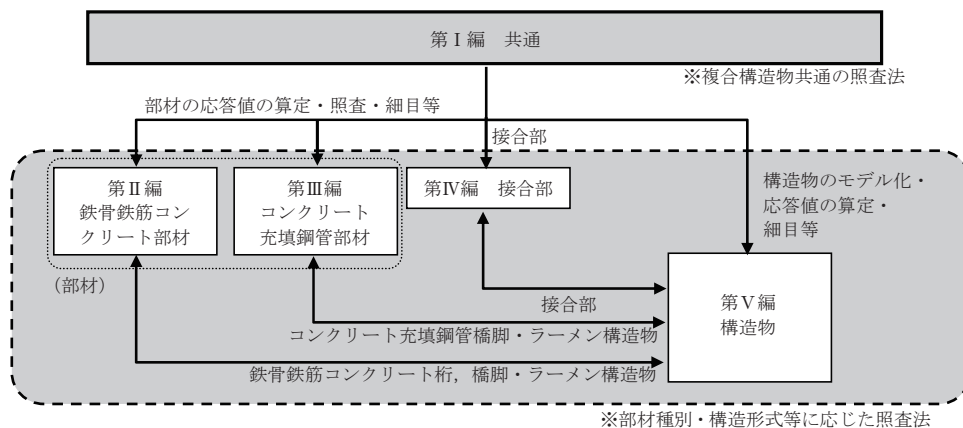 第Ⅰ編　共通
※複合構造物共通の照査法
部材の応答値の算定・照査・細目等
接合部
第Ⅱ編
鉄骨鉄筋コン
クリート部材
第Ⅲ編
コンクリート
充填鋼管部材
第Ⅳ編　接合部
構造物のモデル化・
応答値の算定・
細目等
（部材）
接合部
第Ⅴ編
構造物
コンクリート充填鋼管橋脚・ラーメン構造物
鉄骨鉄筋コンクリート桁，橋脚・ラーメン構造物
※部材種別・構造形式等に応じた照査法